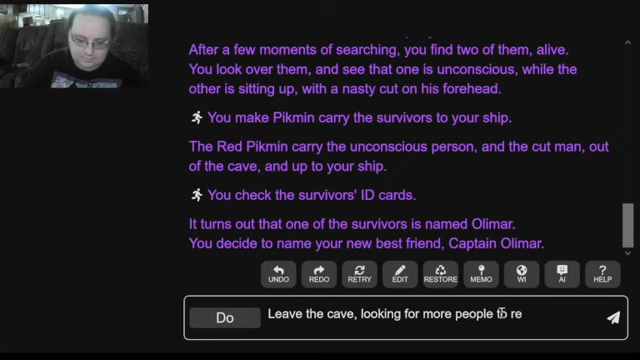 After a few moments of searching, you find two of them, alive.
You look over them, and see that one is unconscious, while the
other is sitting up, with a nasty cut on his forehead.
You make Pikmin carry the survivors to your ship.
The Red Pikmin carry the unconscious person, and the cut man, out
of the cave, and up to your ship.
You check the survivors' ID cards.
It turns out that one of the survivors is named Olimar.
You decide to name your new best friend, Captain Olimar.
UNDO REDO RETRY EDIT RESTORE MEMO WI AI HELP
Do Leave the cave, looking for more people to re